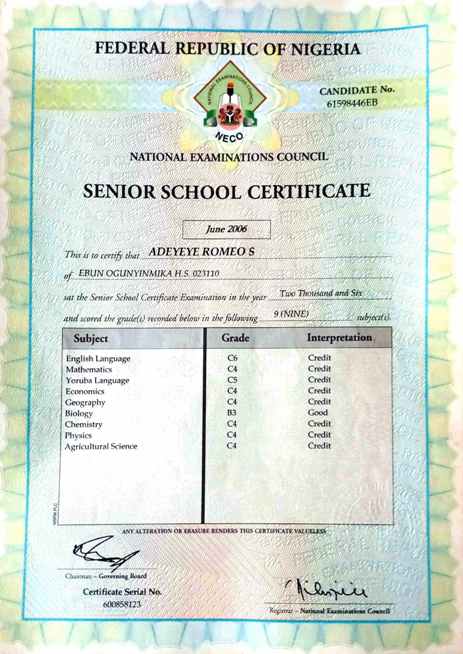 FEDERAL REPUBLIC OF NIGERIA
CANDIDATE No.
61598446EB
NATIONAL EXAMINATIONS COUNCIL
NECO
NATIONAL EXAMINATIONS COUNCIL
SENIOR SCHOOL CERTIFICATE
June 2006
This is to certify that ADEYEYE ROMEO S
of EBUN OGUNYINMIKA H.S. 023110
sat the Senior School Certificate Examination in the year Two Thousand and Six
and scored the grade(s) recorded below in the following 9 (NINE) subject(s).
Subject Grade Interpretation
English Language C6 Credit
Mathematics C4 Credit
Yoruba Language C5 Credit
Economics C4 Credit
Geography C4 Credit
Biology B3 Good
Chemistry C4 Credit
Physics C4 Credit
Agricultural Science C4 Credit
ANY ALTERATION OR ERASURE RENDERS THIS CERTIFICATE VALUELESS
Chairman – Governing Board
Certificate Serial No.
600858123
Registrar – National Examinations Council